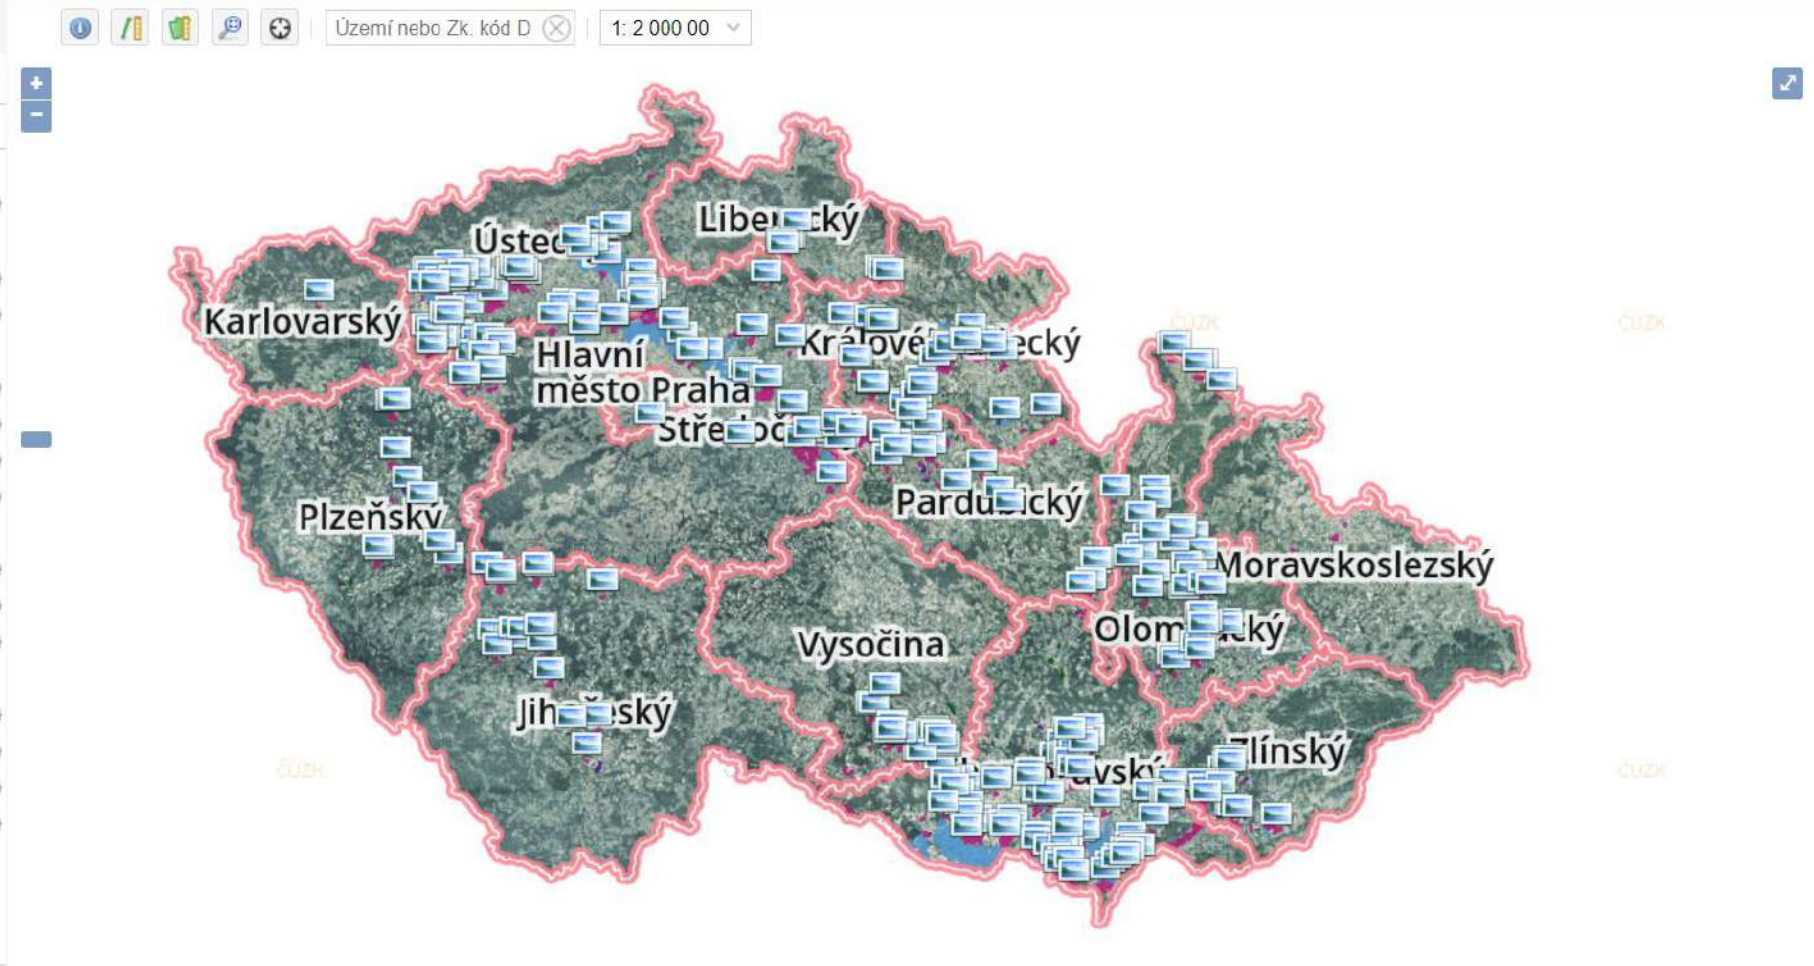 Území nebo Zk. kód D
1: 2 000 00
Liberecký
Karlovarský
ČÚZK
ČÚZK
Hlavní
město Praha
Plzeňský
Pardubický
Moravskoslezský
Vysočina
Zlínský
ČÚZK
ČÚZK